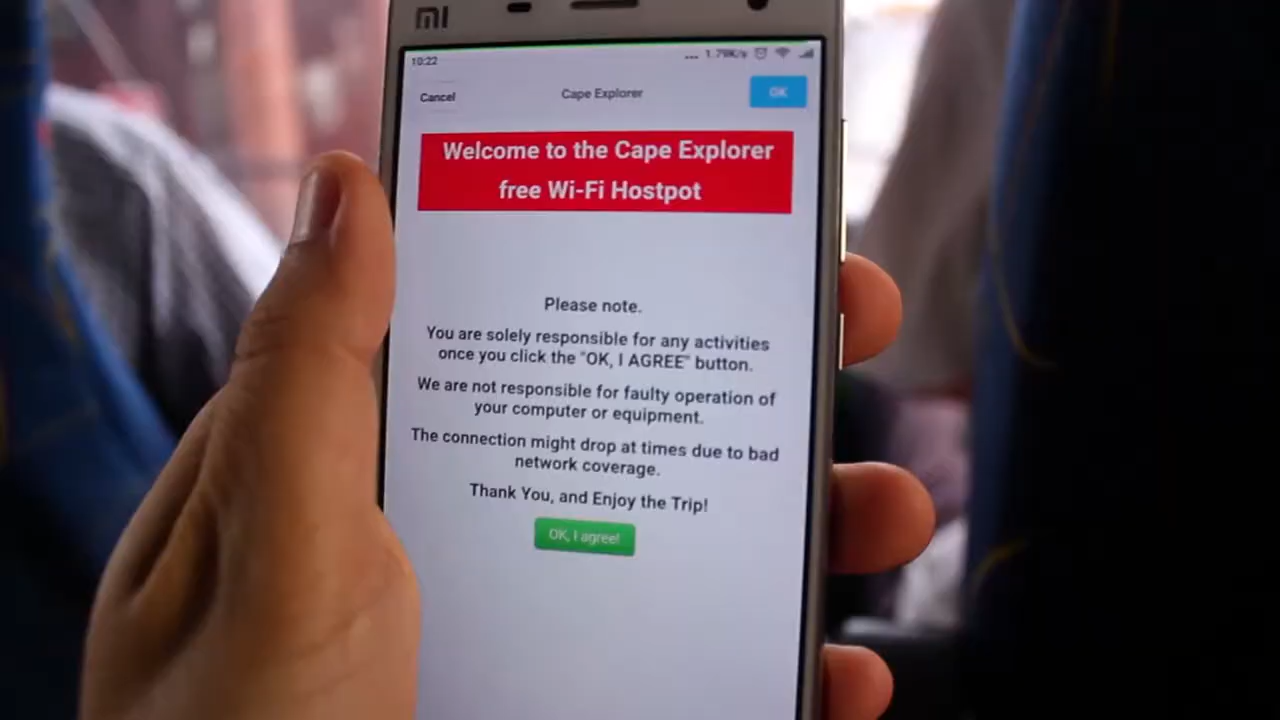 MI
10:22
... 1.79K/s
Cancel
Cape Explorer
OK
Welcome to the Cape Explorer
free Wi-Fi Hostpot
Please note.
You are solely responsible for any activities
once you click the "OK, I AGREE" button.
We are not responsible for faulty operation of
your computer or equipment.
The connection might drop at times due to bad
network coverage.
Thank You, and Enjoy the Trip!
OK, I agree!